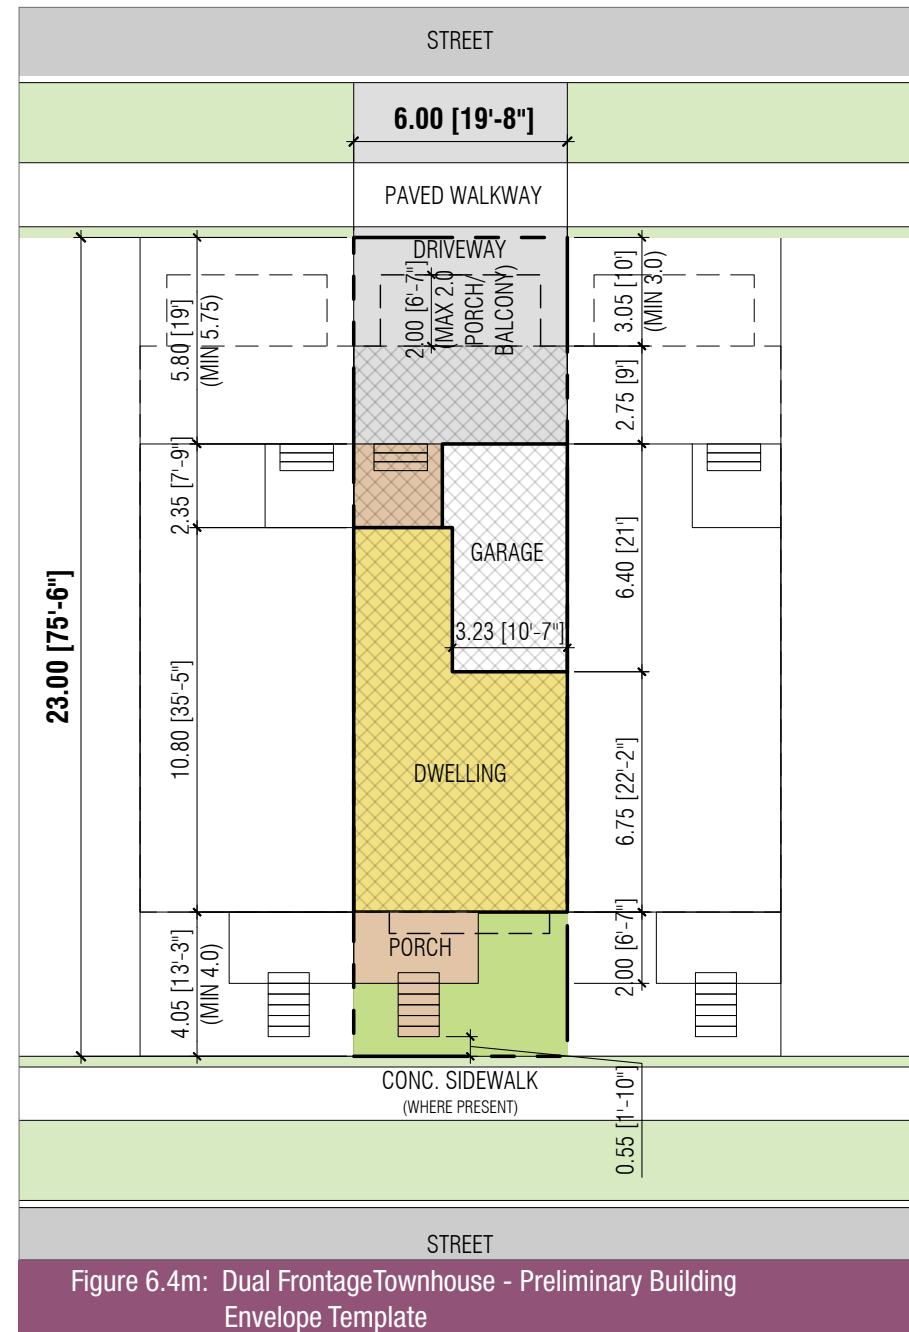 STREET
6.00 [19'-8"]
PAVED WALKWAY
DRIVEWAY
2.00 [6'-7"]
(MAX 2.0
PORCH/
BALCONY)
5.80 [19']
(MIN 5.75)
3.05 [10']
(MIN 3.0)
2.75 [9']
2.35 [7'-9"]
GARAGE
6.40 [21']
3.23 [10'-7"]
23.00 [75'-6"]
10.80 [35'-5"]
DWELLING
6.75 [22'-2"]
PORCH
4.05 [13'-3"]
(MIN 4.0)
2.00 [6'-7"]
CONC. SIDEWALK
(WHERE PRESENT)
0.55 [1'-10"]
STREET
Figure 6.4m: Dual FrontageTownhouse - Preliminary Building
Envelope Template